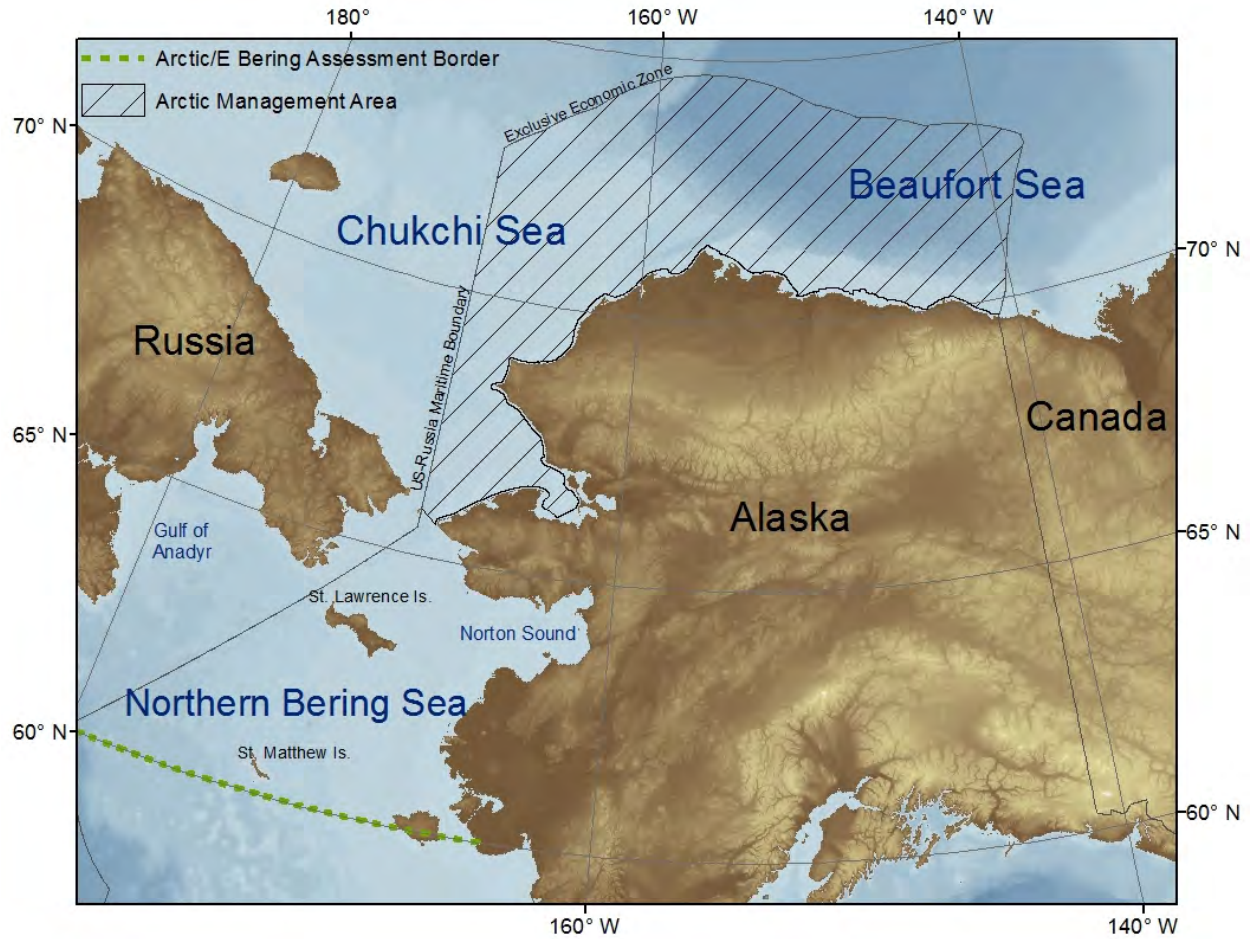 180°
160° W
140° W
Arctic/E Bering Assessment Border
Arctic Management Area
Exclusive Economic Zone
70° N
Beaufort Sea
Chukchi Sea
70° N
US-Russia Maritime Boundary
Russia
Canada
65° N
Alaska
65° N
Gulf of
Anadyr
St. Lawrence Is.
Norton Sound
Northern Bering Sea
60° N
St. Matthew Is.
60° N
160° W
140° W